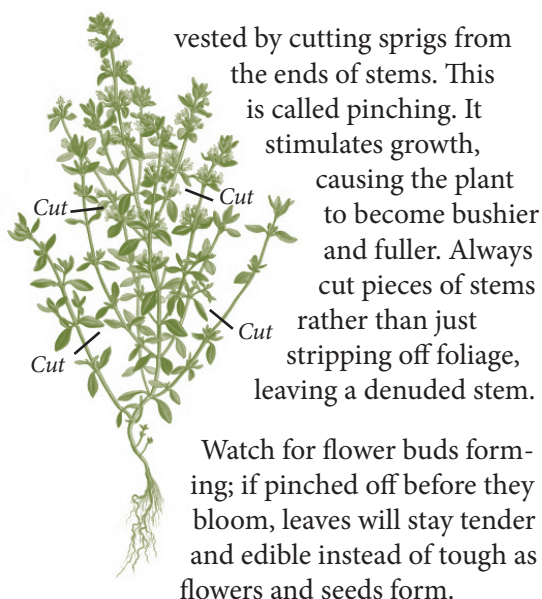 vested by cutting sprigs from
the ends of stems. This
is called pinching. It
stimulates growth,
causing the plant
to become bushier
and fuller. Always
cut pieces of stems
rather than just
stripping off foliage,
leaving a denuded stem.
Cut
Cut
Cut
Cut
Watch for flower buds form-
ing; if pinched off before they
bloom, leaves will stay tender
and edible instead of tough as
flowers and seeds form.